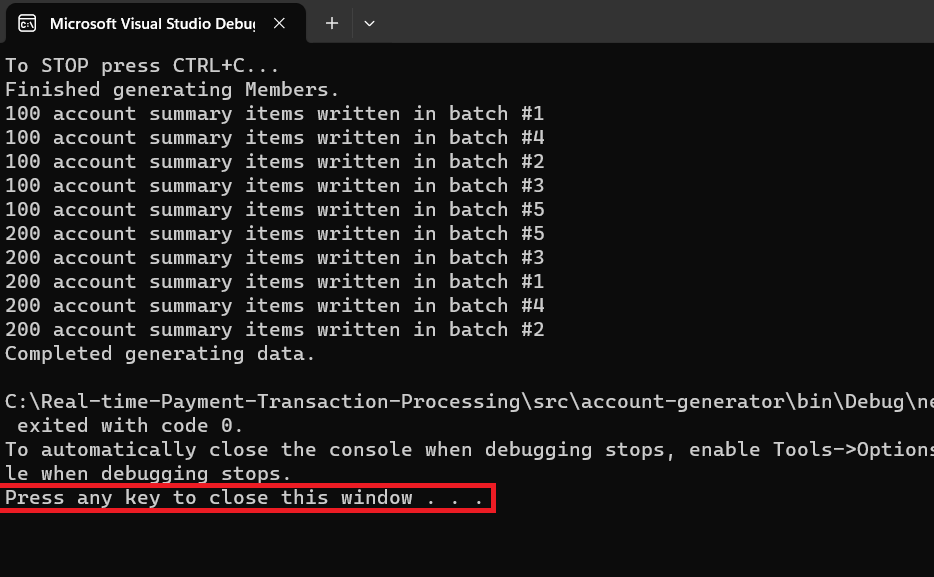 Microsoft Visual Studio Debu
To STOP press CTRL+C...
Finished generating Members.
100 account summary items written in batch #1
100 account summary items written in batch #4
100 account summary items written in batch #2
100 account summary items written in batch #3
100 account summary items written in batch #5
200 account summary items written in batch #5
200 account summary items written in batch #3
200 account summary items written in batch #1
200 account summary items written in batch #4
200 account summary items written in batch #2
Completed generating data.
C:\Real-time-Payment-Transaction-Processing\src\account-generator\bin\Debug\ne
exited with code 0.
To automatically close the console when debugging stops, enable Tools->Options
le when debugging stops.
Press any key to close this window . . .